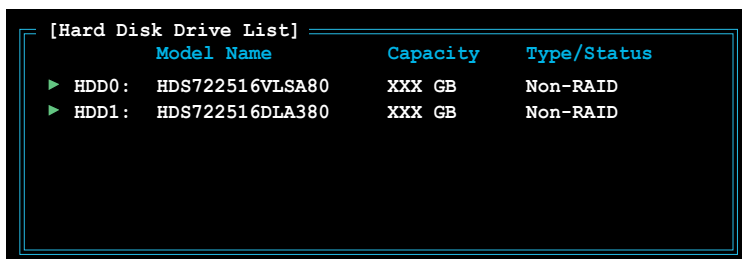 [Hard Disk Drive List]
Model Name Capacity Type/Status
HDD0: HDS722516VLSA80 XXX GB Non-RAID
HDD1: HDS722516DLA380 XXX GB Non-RAID